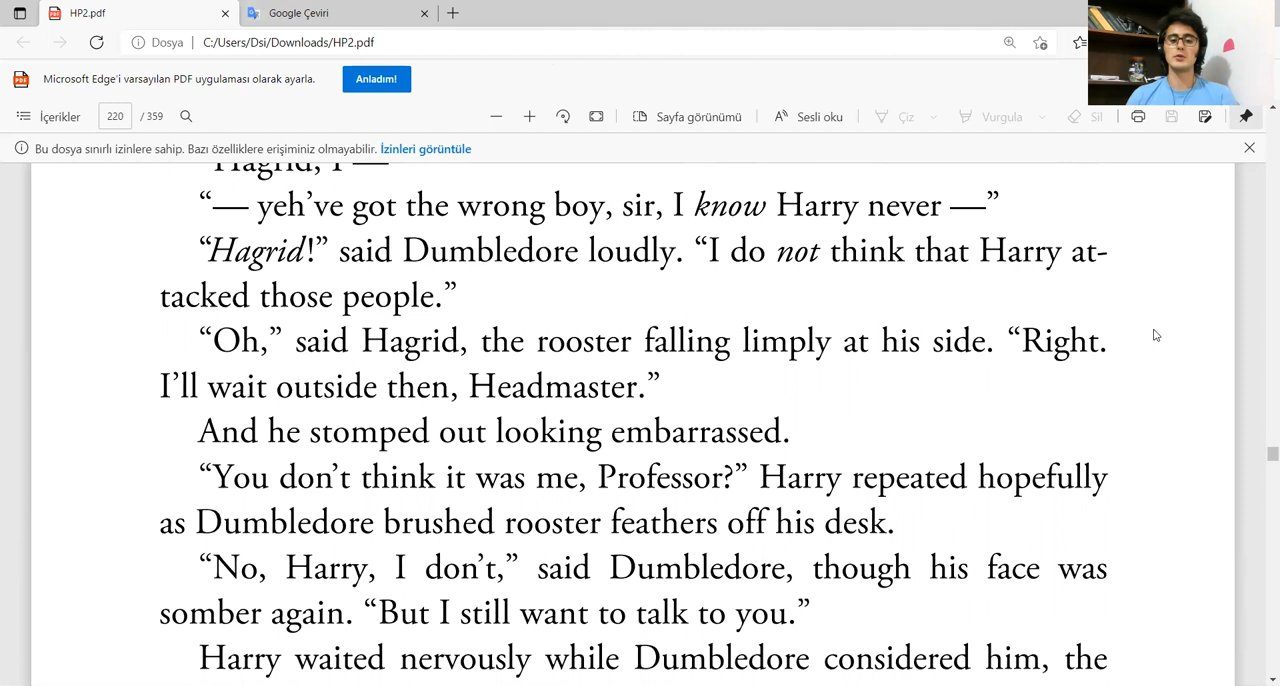 HP2.pdf
Google Çeviri
Dosya
C:/Users/Dsi/Downloads/HP2.pdf
Microsoft Edge'i varsayılan PDF uygulaması olarak ayarla.
Anladım!
İçerikler
220 / 359
Sayfa görünümü
Sesli oku
Çiz
Vurgula
Sil
Bu dosya sınırlı izinlere sahip. Bazı özelliklere erişiminiz olmayabilir. İzinleri görüntüle
"Hagrid, I —
"— yeh've got the wrong boy, sir, I know Harry never —"
"Hagrid!" said Dumbledore loudly. "I do not think that Harry at-
tacked those people."
"Oh," said Hagrid, the rooster falling limply at his side. "Right.
I'll wait outside then, Headmaster."
And he stomped out looking embarrassed.
"You don't think it was me, Professor?" Harry repeated hopefully
as Dumbledore brushed rooster feathers off his desk.
"No, Harry, I don't," said Dumbledore, though his face was
somber again. "But I still want to talk to you."
Harry waited nervously while Dumbledore considered him, the